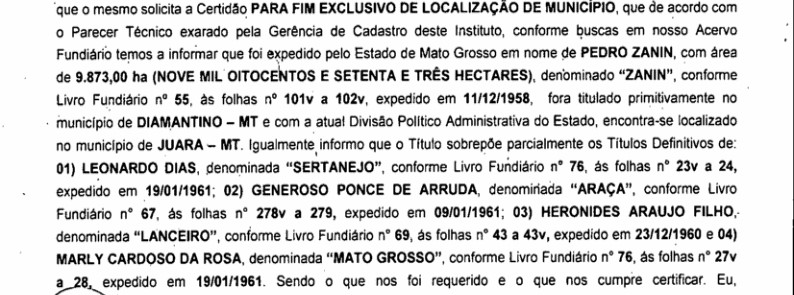 que o mesmo solicita a Certidão PARA FIM EXCLUSIVO DE LOCALIZAÇÃO DE MUNICÍPIO, que de acordo com
o Parecer Técnico exarado pela Gerência de Cadastro deste Instituto, conforme buscas em nosso Acervo
Fundiário temos a informar que foi expedido pelo Estado de Mato Grosso em nome de PEDRO ZANIN, com área
de 9.873,00 ha (NOVE MIL OITOCENTOS E SETENTA E TRÊS HECTARES), denominado "ZANIN", conforme
Livro Fundiário nº 55, ás folhas nº 101v a 102v, expedido em 11/12/1958, fora titulado primitivamente no
município de DIAMANTINO – MT e com a atual Divisão Político Administrativa do Estado, encontra-se localizado
no município de JUARA – MT. Igualmente informo que o Título sobrepõe parcialmente os Títulos Definitivos de:
01) LEONARDO DIAS, denominada "SERTANEJO", conforme Livro Fundiário nº 76, ás folhas nº 23v a 24,
expedido em 19/01/1961; 02) GENEROSO PONCE DE ARRUDA, denominada "ARAÇA", conforme Livro
Fundiário nº 67, ás folhas nº 278v a 279, expedido em 09/01/1961; 03) HERONIDES ARAUJO FILHO,
denominada "LANCEIRO", conforme Livro Fundiário nº 69, ás folhas nº 43 a 43v, expedido em 23/12/1960 e 04)
MARLY CARDOSO DA ROSA, denominada "MATO GROSSO", conforme Livro Fundiário nº 76, ás folhas nº 27v
a 28, expedido em 19/01/1961. Sendo o que nos foi requerido e o que nos cumpre certificar. Eu,